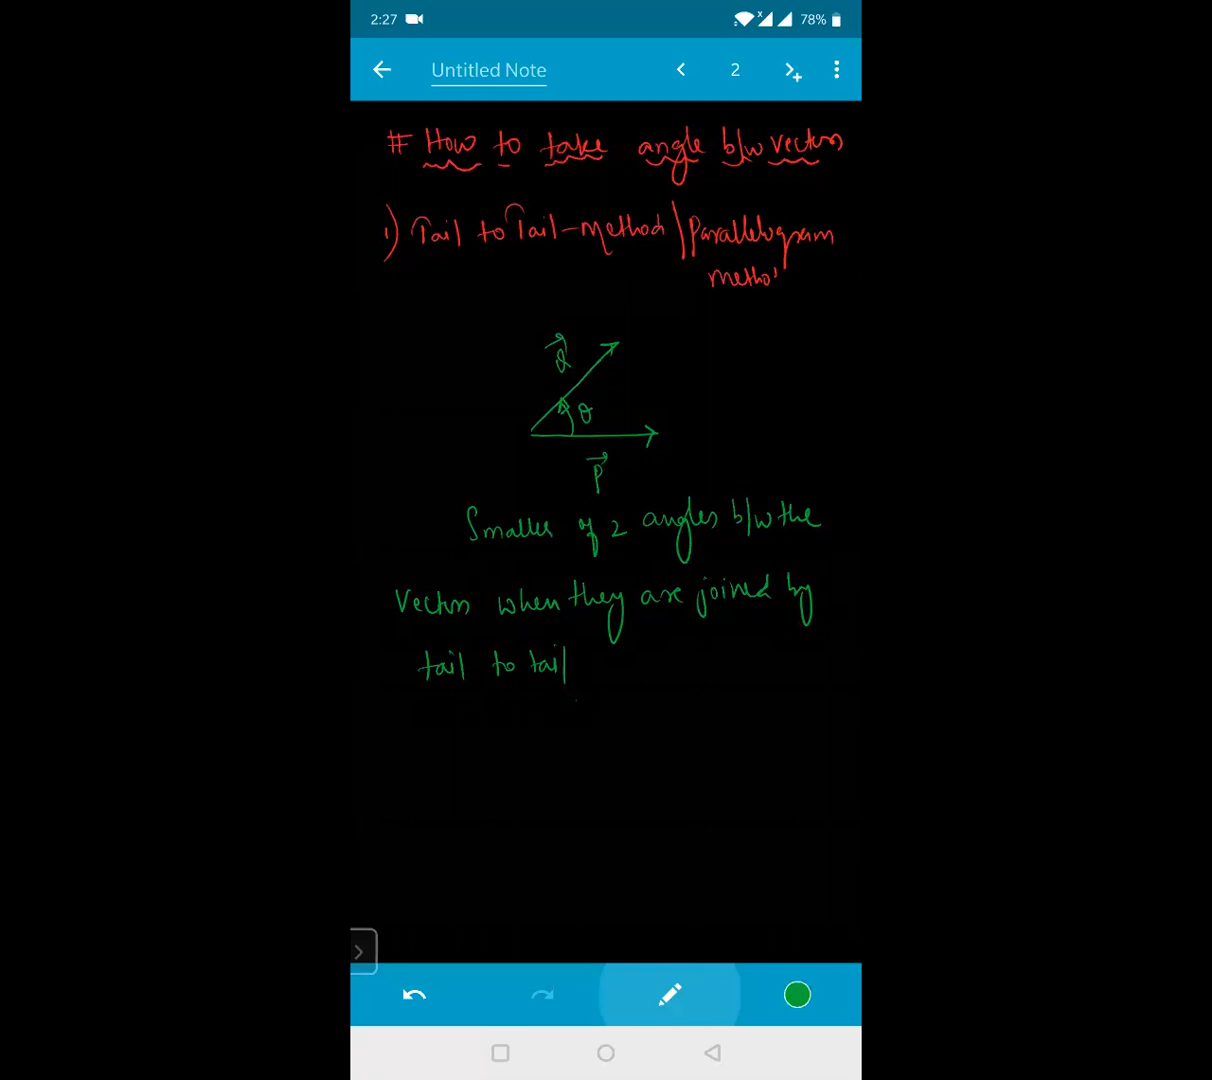 2:27
78%
Untitled Note
2
# How to take angle b/w vectors
1) Tail to Tail-method/Parallelogram
metho
Q
θ
P
Smaller of 2 angles b/w the
Vectors when they are joined by
tail to tail